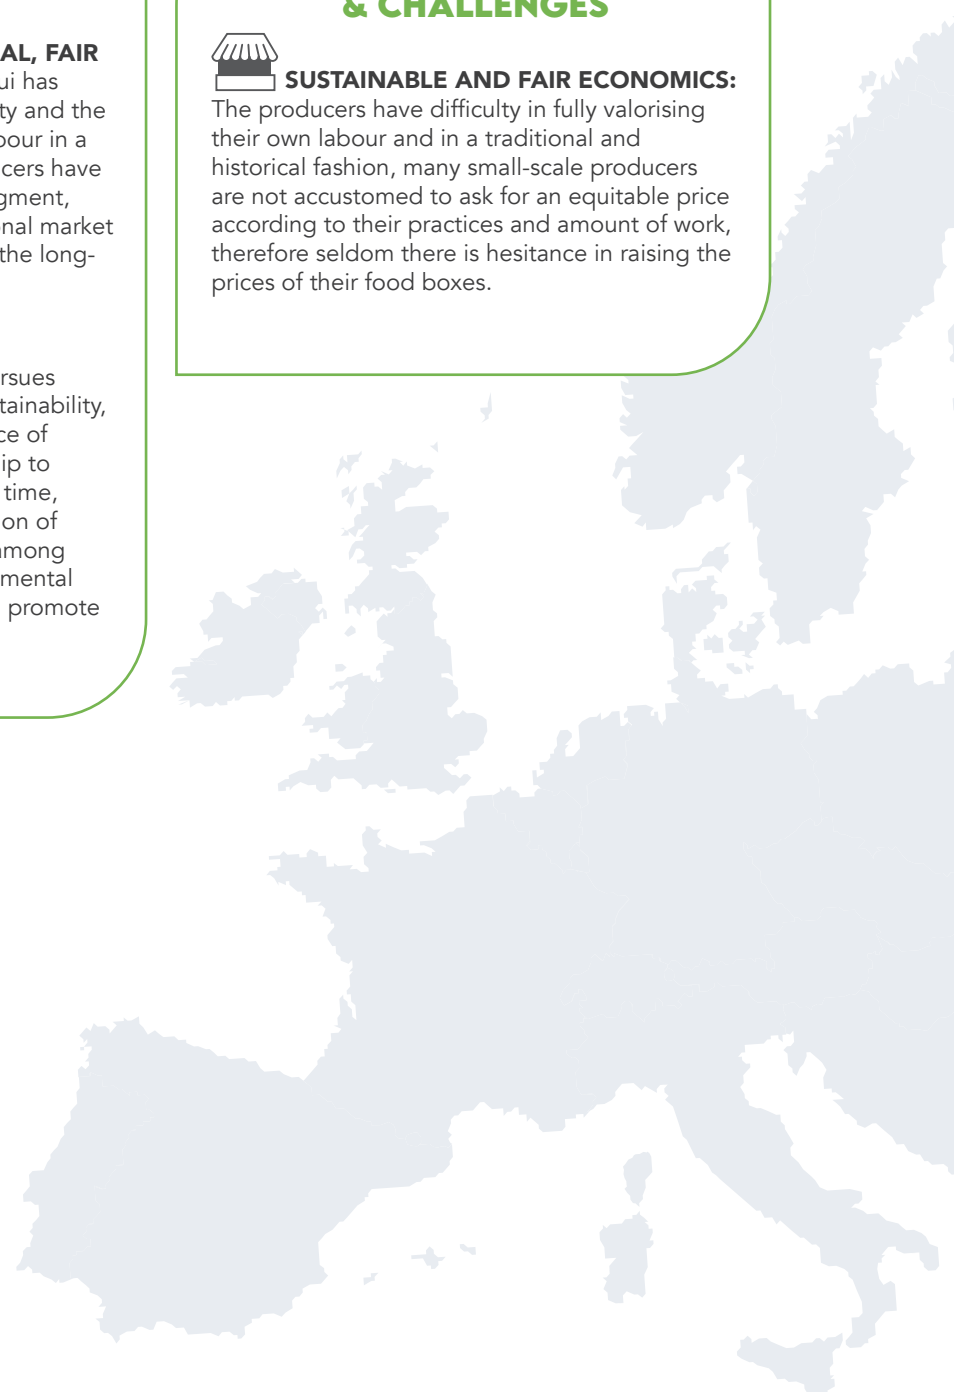 AL, FAIR
ui has
ty and the
our in a
cers have
gment,
nal market
the long-
rsues
tainability,
ce of
ip to
time,
ion of
among
mental
promote
& CHALLENGES
SUSTAINABLE AND FAIR ECONOMICS:
The producers have difficulty in fully valorising
their own labour and in a traditional and
historical fashion, many small-scale producers
are not accustomed to ask for an equitable price
according to their practices and amount of work,
therefore seldom there is hesitance in raising the
prices of their food boxes.